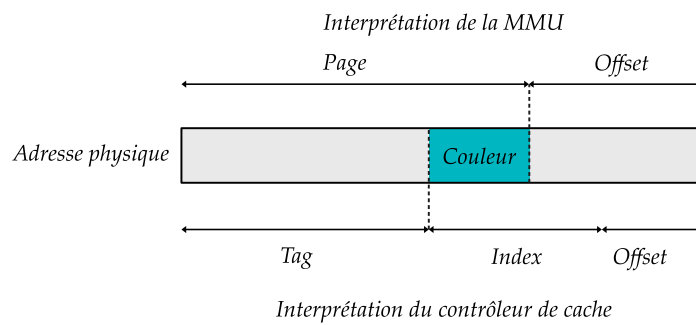 Interprétation de la MMU
Page Offset
Adresse physique Couleur
Tag Index Offset
Interprétation du contrôleur de cache